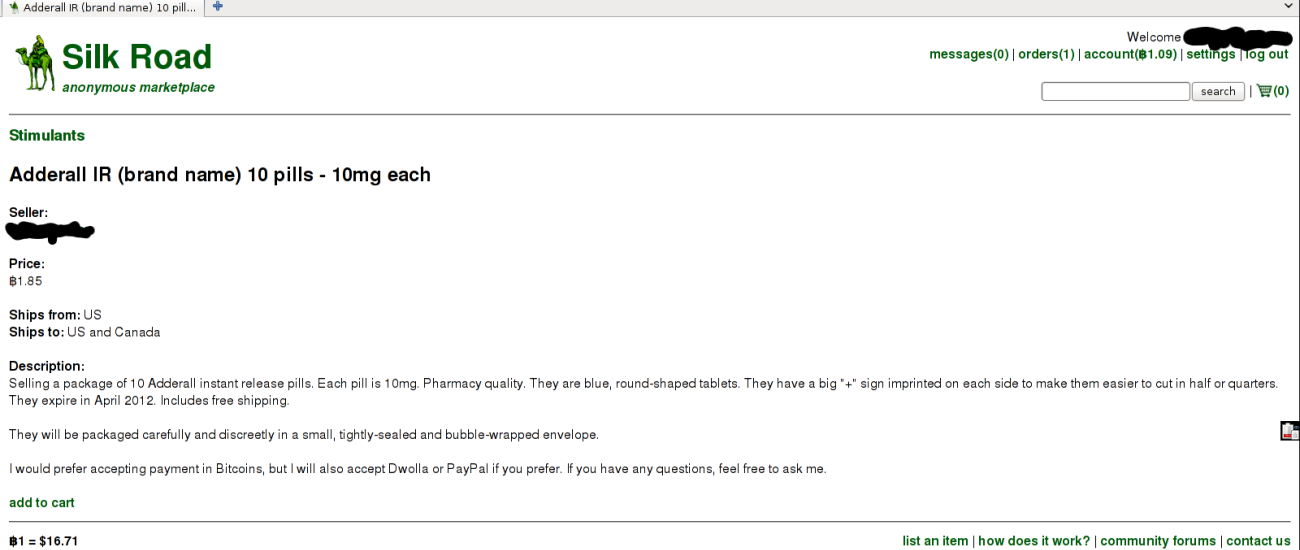 Adderall IR (brand name) 10 pill...
Silk Road
anonymous marketplace
Welcome
messages(0) | orders(1) | account(฿1.09) | settings | log out
search | (0)
Stimulants
Adderall IR (brand name) 10 pills - 10mg each
Seller:
Price:
฿1.85
Ships from: US
Ships to: US and Canada
Description:
Selling a package of 10 Adderall instant release pills. Each pill is 10mg. Pharmacy quality. They are blue, round-shaped tablets. They have a big "+" sign imprinted on each side to make them easier to cut in half or quarters.
They expire in April 2012. Includes free shipping.
They will be packaged carefully and discreetly in a small, tightly-sealed and bubble-wrapped envelope.
I would prefer accepting payment in Bitcoins, but I will also accept Dwolla or PayPal if you prefer. If you have any questions, feel free to ask me.
add to cart
฿1 = $16.71
list an item | how does it work? | community forums | contact us